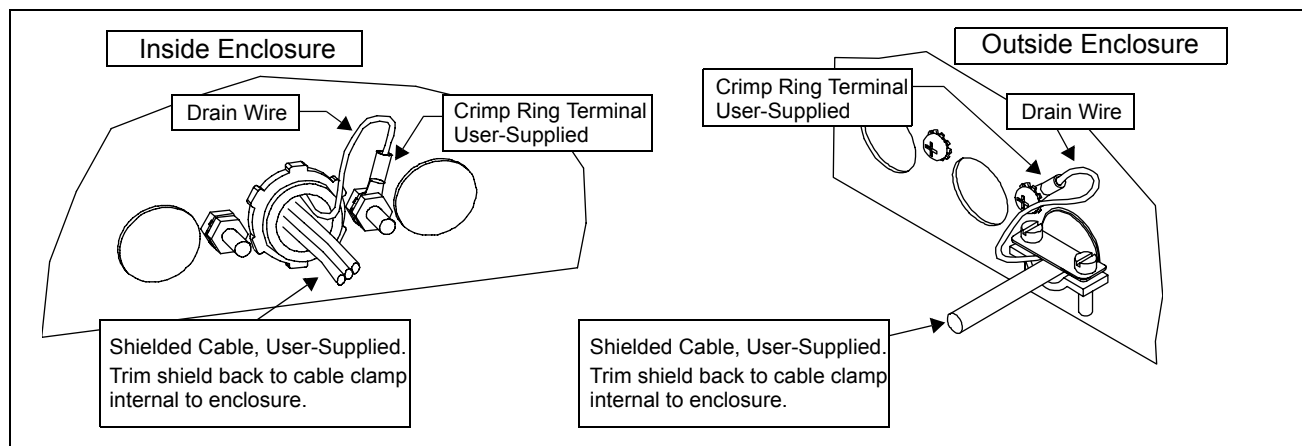 Inside Enclosure
Drain Wire
Crimp Ring Terminal
User-Supplied
Shielded Cable, User-Supplied.
Trim shield back to cable clamp
internal to enclosure.
Outside Enclosure
Crimp Ring Terminal
User-Supplied
Drain Wire
Shielded Cable, User-Supplied.
Trim shield back to cable clamp
internal to enclosure.